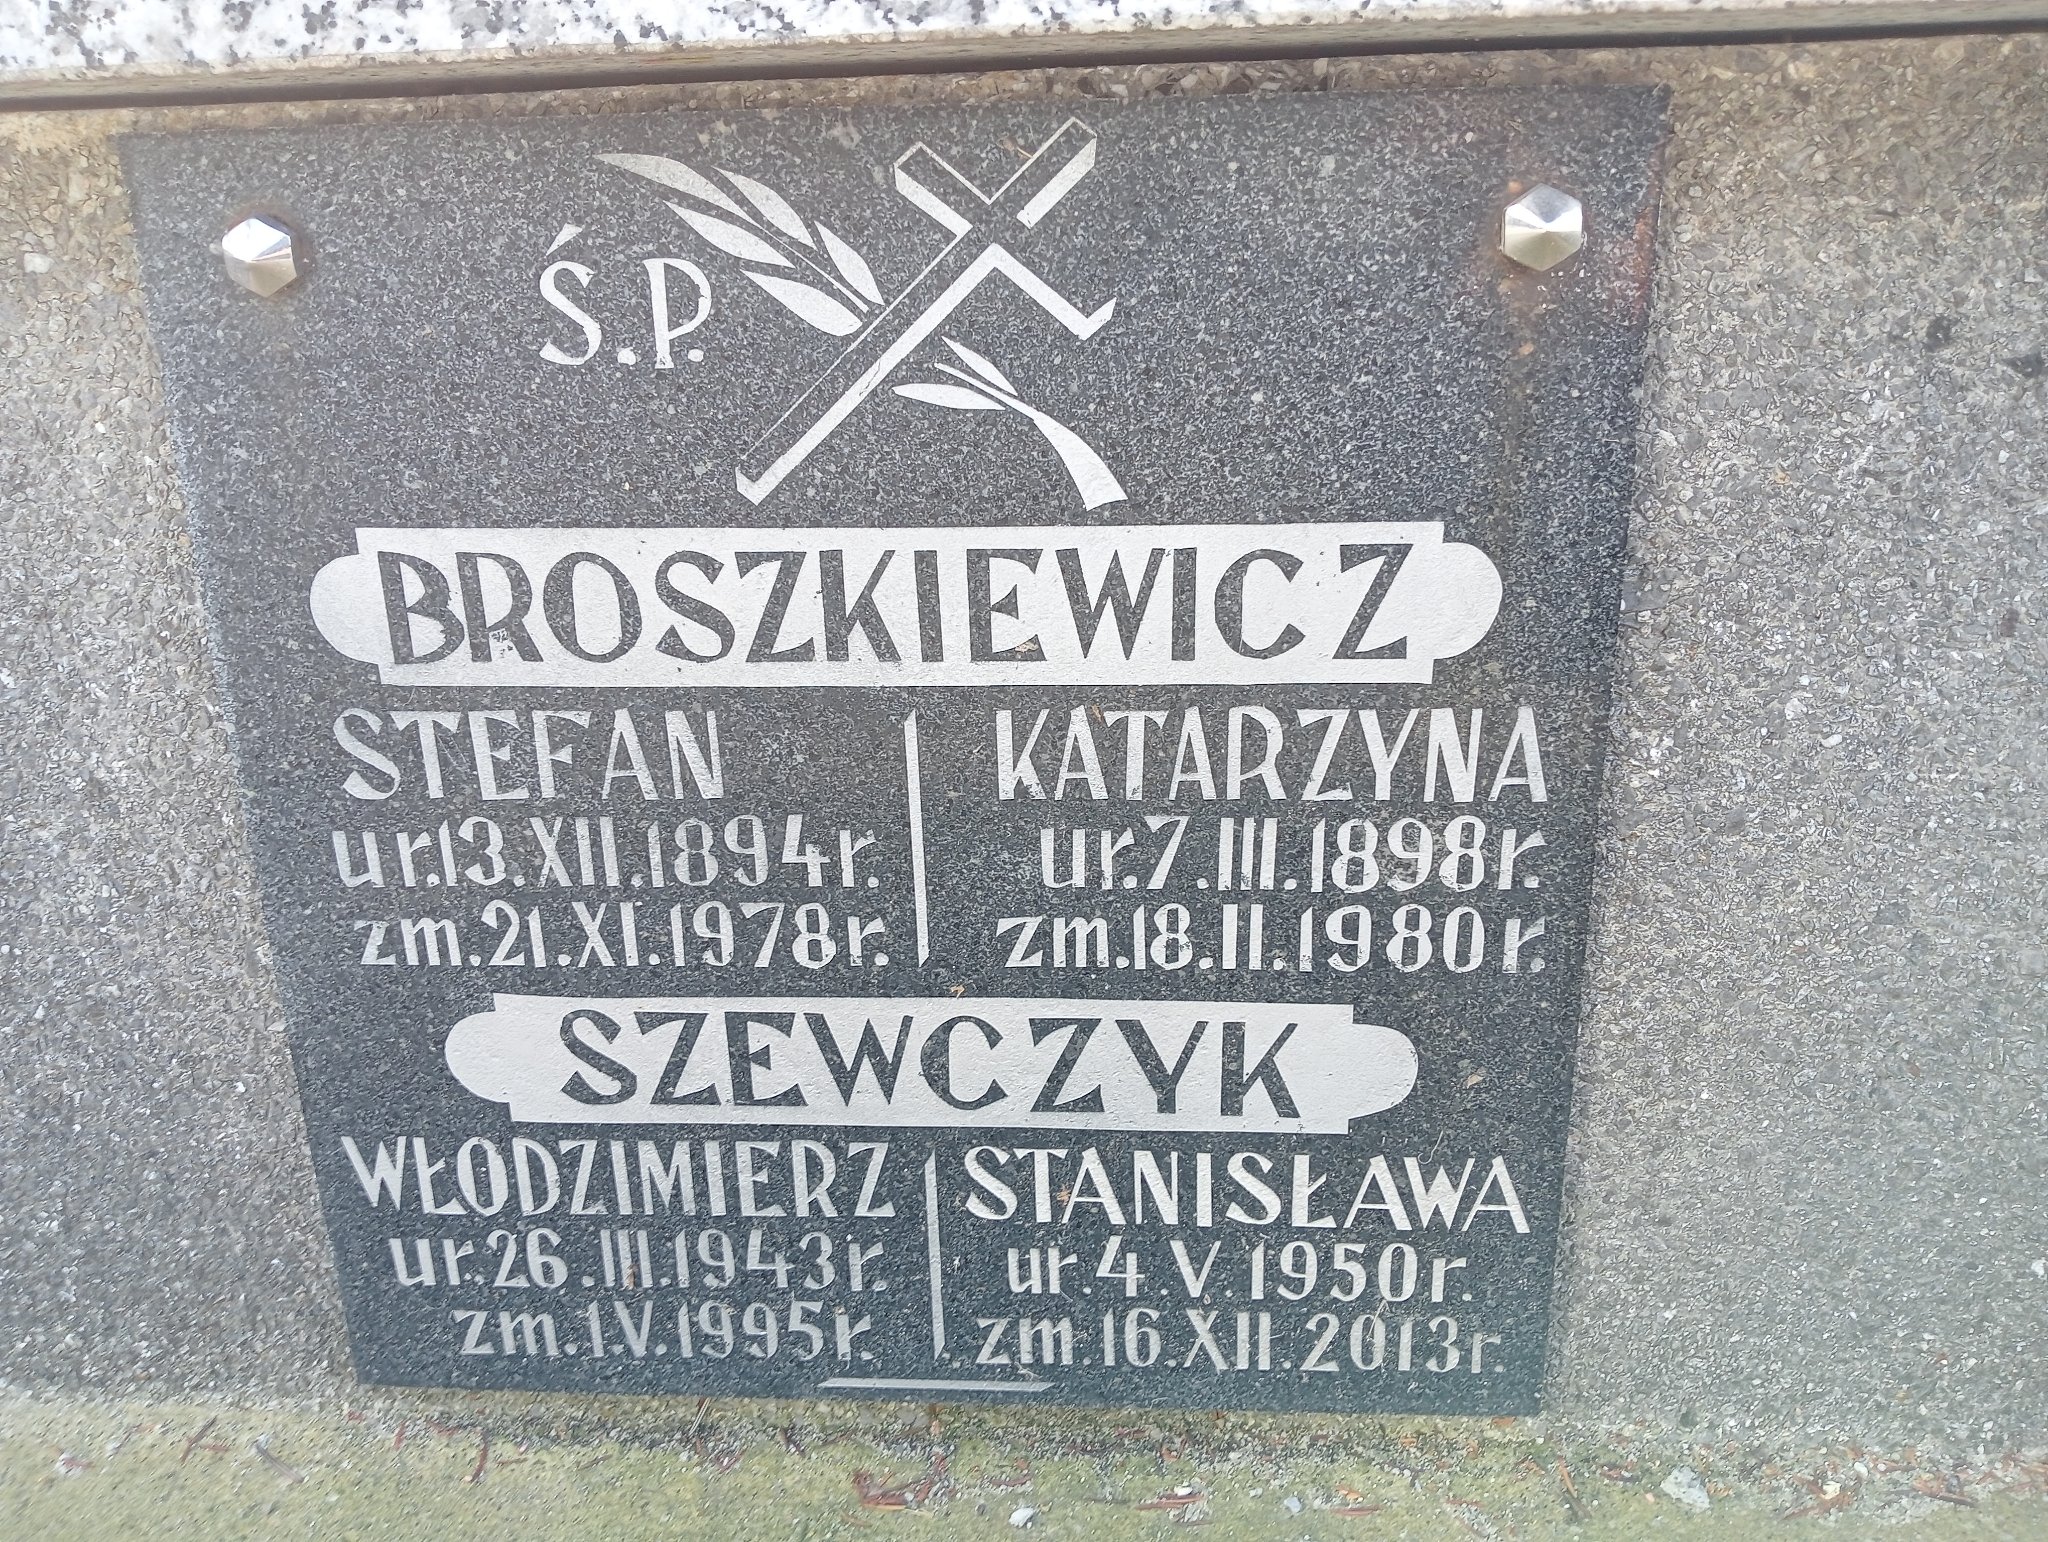 Ś.P.
BROSZKIEWICZ
STEFAN
ur.13.XII.1894r.
zm.21.XI.1978r.
KATARZYNA
ur.7.III.1898r.
zm.18.II.1980r.
SZEWCZYK
WŁODZIMIERZ
ur.26.III.1943r.
zm.1.V.1995r.
STANISŁAWA
ur.4.V.1950r.
zm.16.XII.2013r.